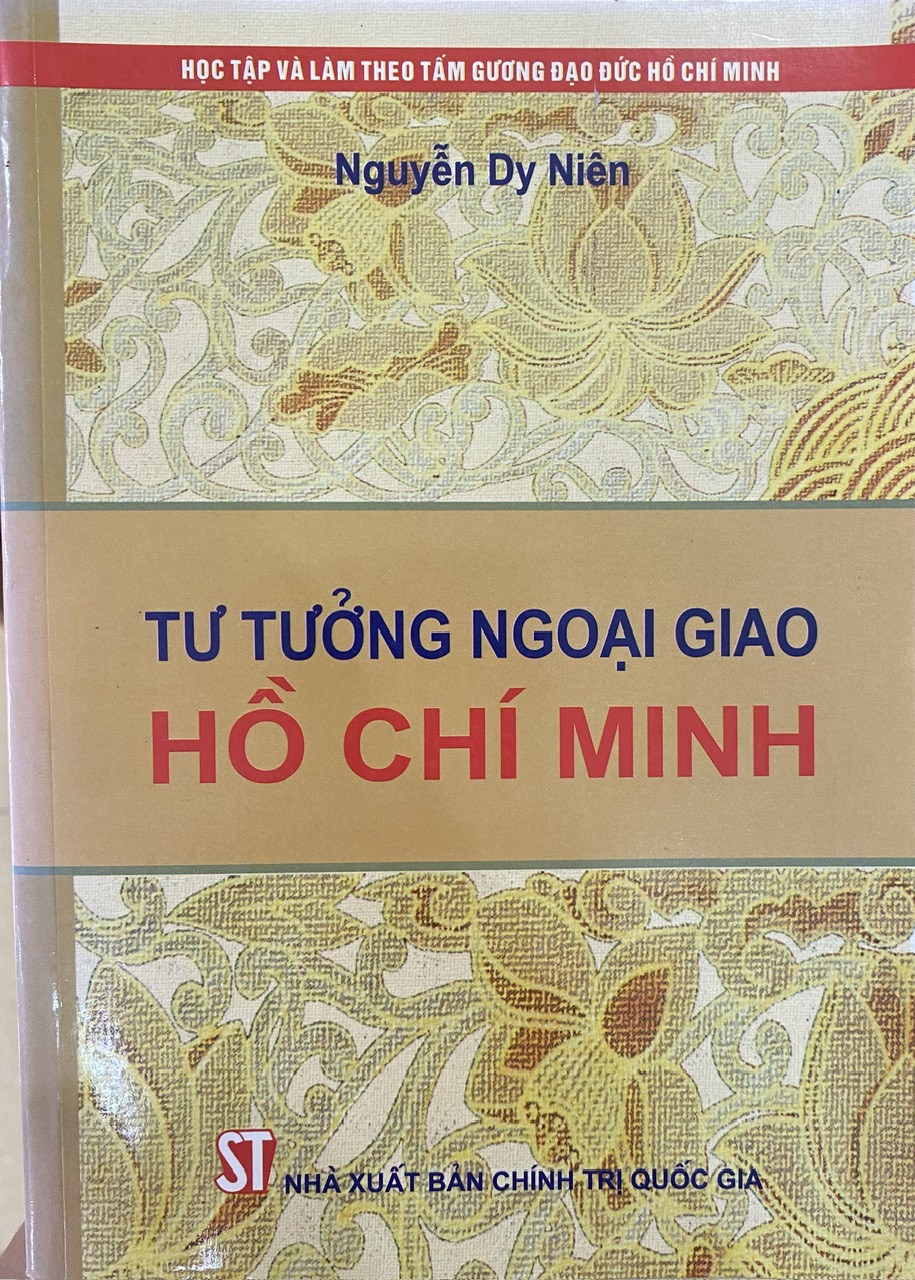 HỌC TẬP VÀ LÀM THEO TẤM GƯƠNG ĐẠO ĐỨC HỒ CHÍ MINH
Nguyễn Dy Niên
TƯ TƯỞNG NGOẠI GIAO
HỒ CHÍ MINH
ST NHÀ XUẤT BẢN CHÍNH TRỊ QUỐC GIA